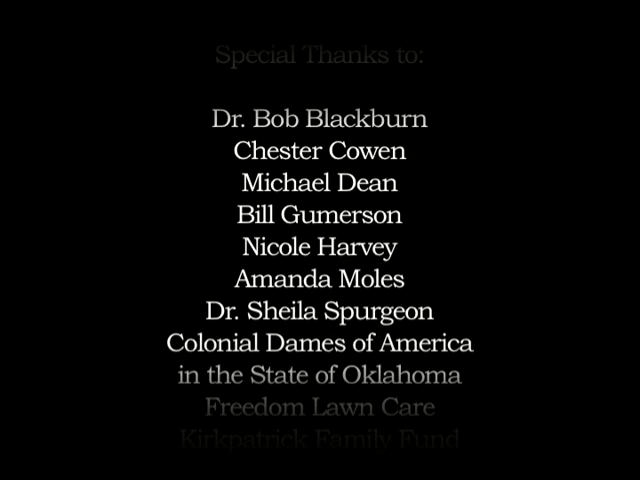 Special Thanks to:
Dr. Bob Blackburn
Chester Cowen
Michael Dean
Bill Gumerson
Nicole Harvey
Amanda Moles
Dr. Sheila Spurgeon
Colonial Dames of America
in the State of Oklahoma
Freedom Lawn Care
Kirkpatrick Family Fund